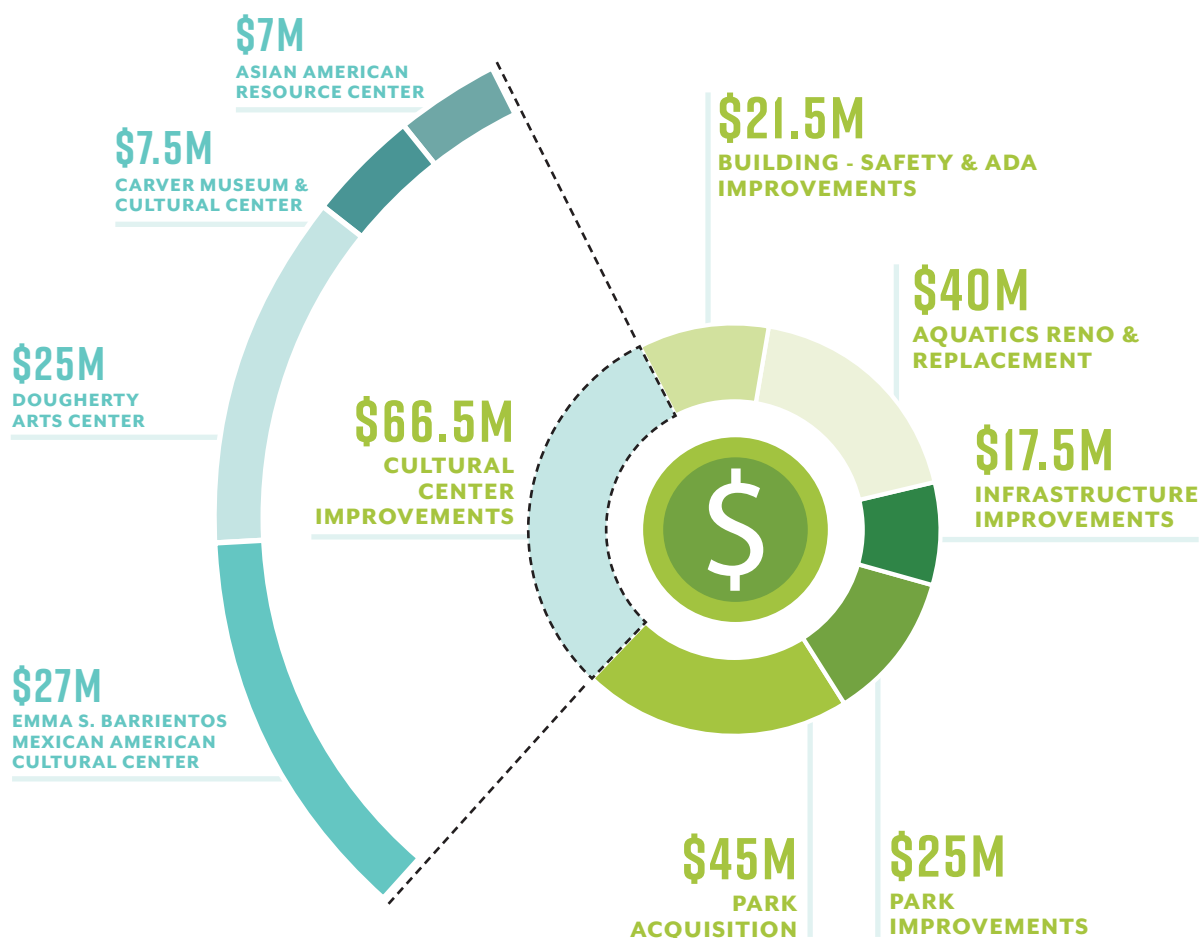 $7M
ASIAN AMERICAN
RESOURCE CENTER
$7.5M
CARVER MUSEUM &
CULTURAL CENTER
$25M
DOUGHERTY
ARTS CENTER
$27M
EMMA S. BARRIENTOS
MEXICAN AMERICAN
CULTURAL CENTER
$66.5M
CULTURAL
CENTER
IMPROVEMENTS
$
$21.5M
BUILDING - SAFETY & ADA
IMPROVEMENTS
$40M
AQUATICS RENO &
REPLACEMENT
$17.5M
INFRASTRUCTURE
IMPROVEMENTS
$45M
PARK
ACQUISITION
$25M
PARK
IMPROVEMENTS